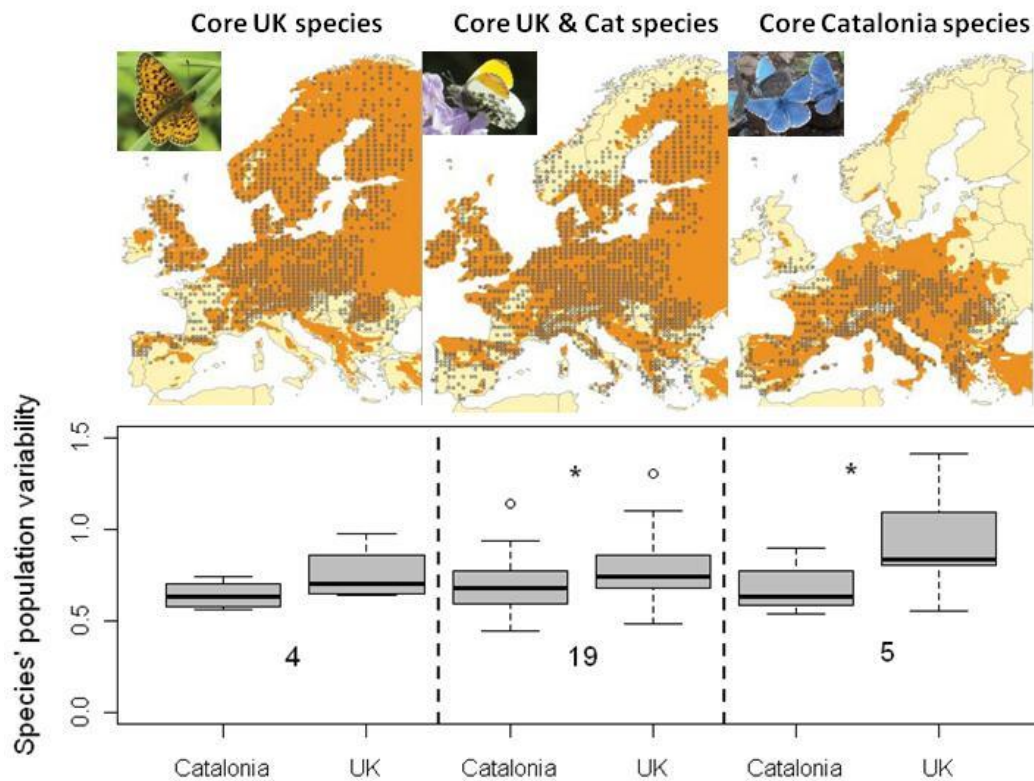 Core UK species
Core UK & Cat species
Core Catalonia species
Species' population variability
1.5
1.0
0.5
0.0
*
*
4
19
5
Catalonia
UK
Catalonia
UK
Catalonia
UK